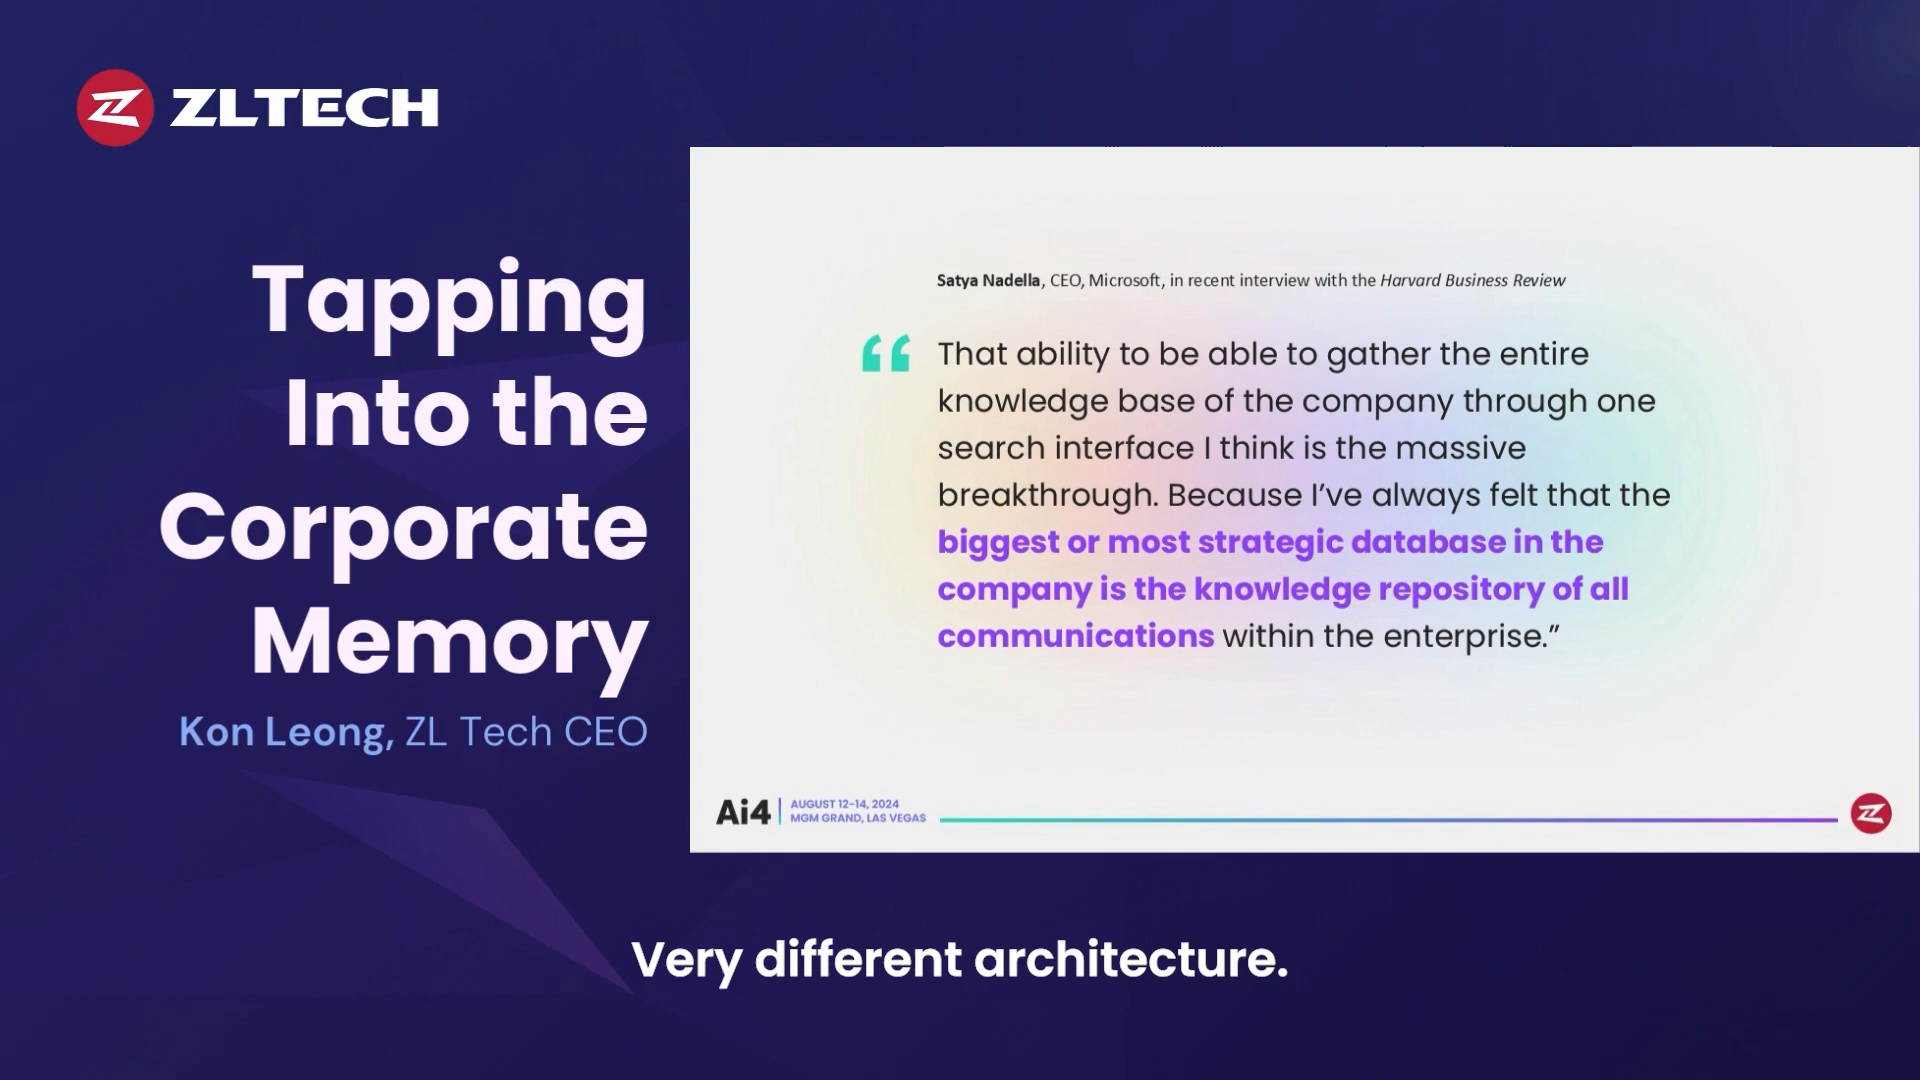 ZLTECH
Tapping
Into the
Corporate
Memory
Kon Leong, ZL Tech CEO
Satya Nadella, CEO, Microsoft, in recent interview with the Harvard Business Review
“That ability to be able to gather the entire
knowledge base of the company through one
search interface I think is the massive
breakthrough. Because I’ve always felt that the
biggest or most strategic database in the
company is the knowledge repository of all
communications within the enterprise.”
Ai4
AUGUST 12-14, 2024
MGM GRAND, LAS VEGAS
Very different architecture.